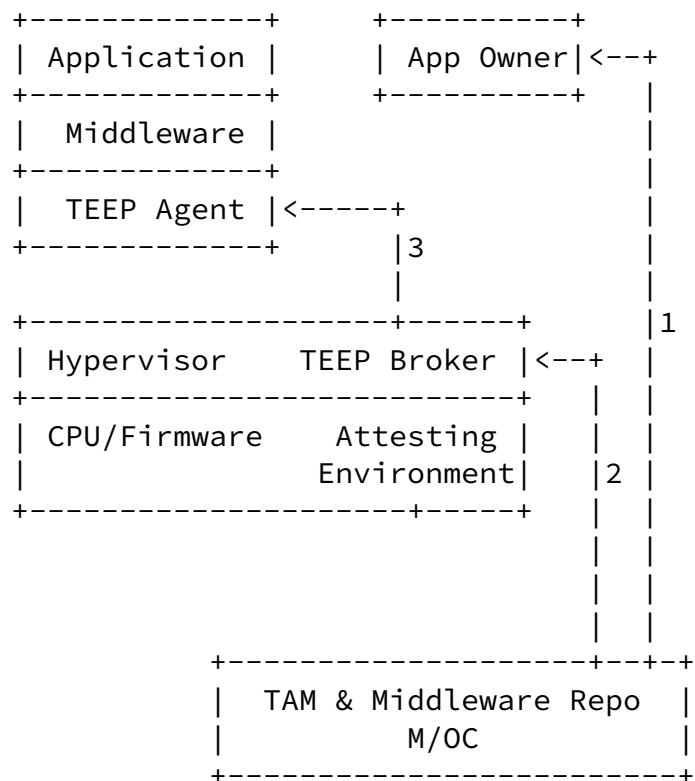 Application
App Owner
Middleware
TEEP Agent
3
1
Hypervisor TEEP Broker
CPU/Firmware Attesting
Environment
2
TAM & Middleware Repo
M/OC